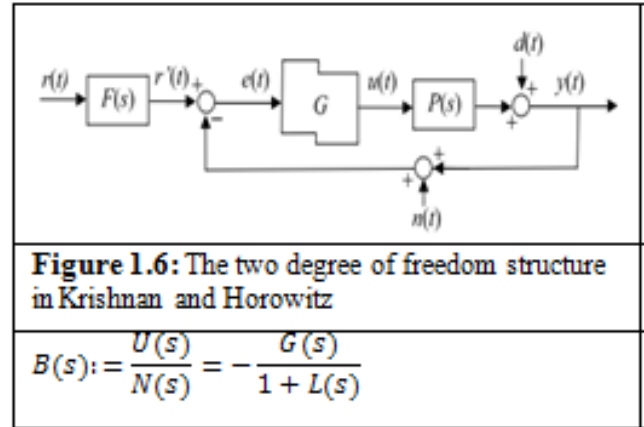 d(t)
r(t) F(s) r'(t) + e(t) G u(t) P(s) + y(t)
− +
+
+
n(t)
Figure 1.6: The two degree of freedom structure
in Krishnan and Horowitz
B(s):= U(s)/N(s) = − G(s)/1 + L(s)